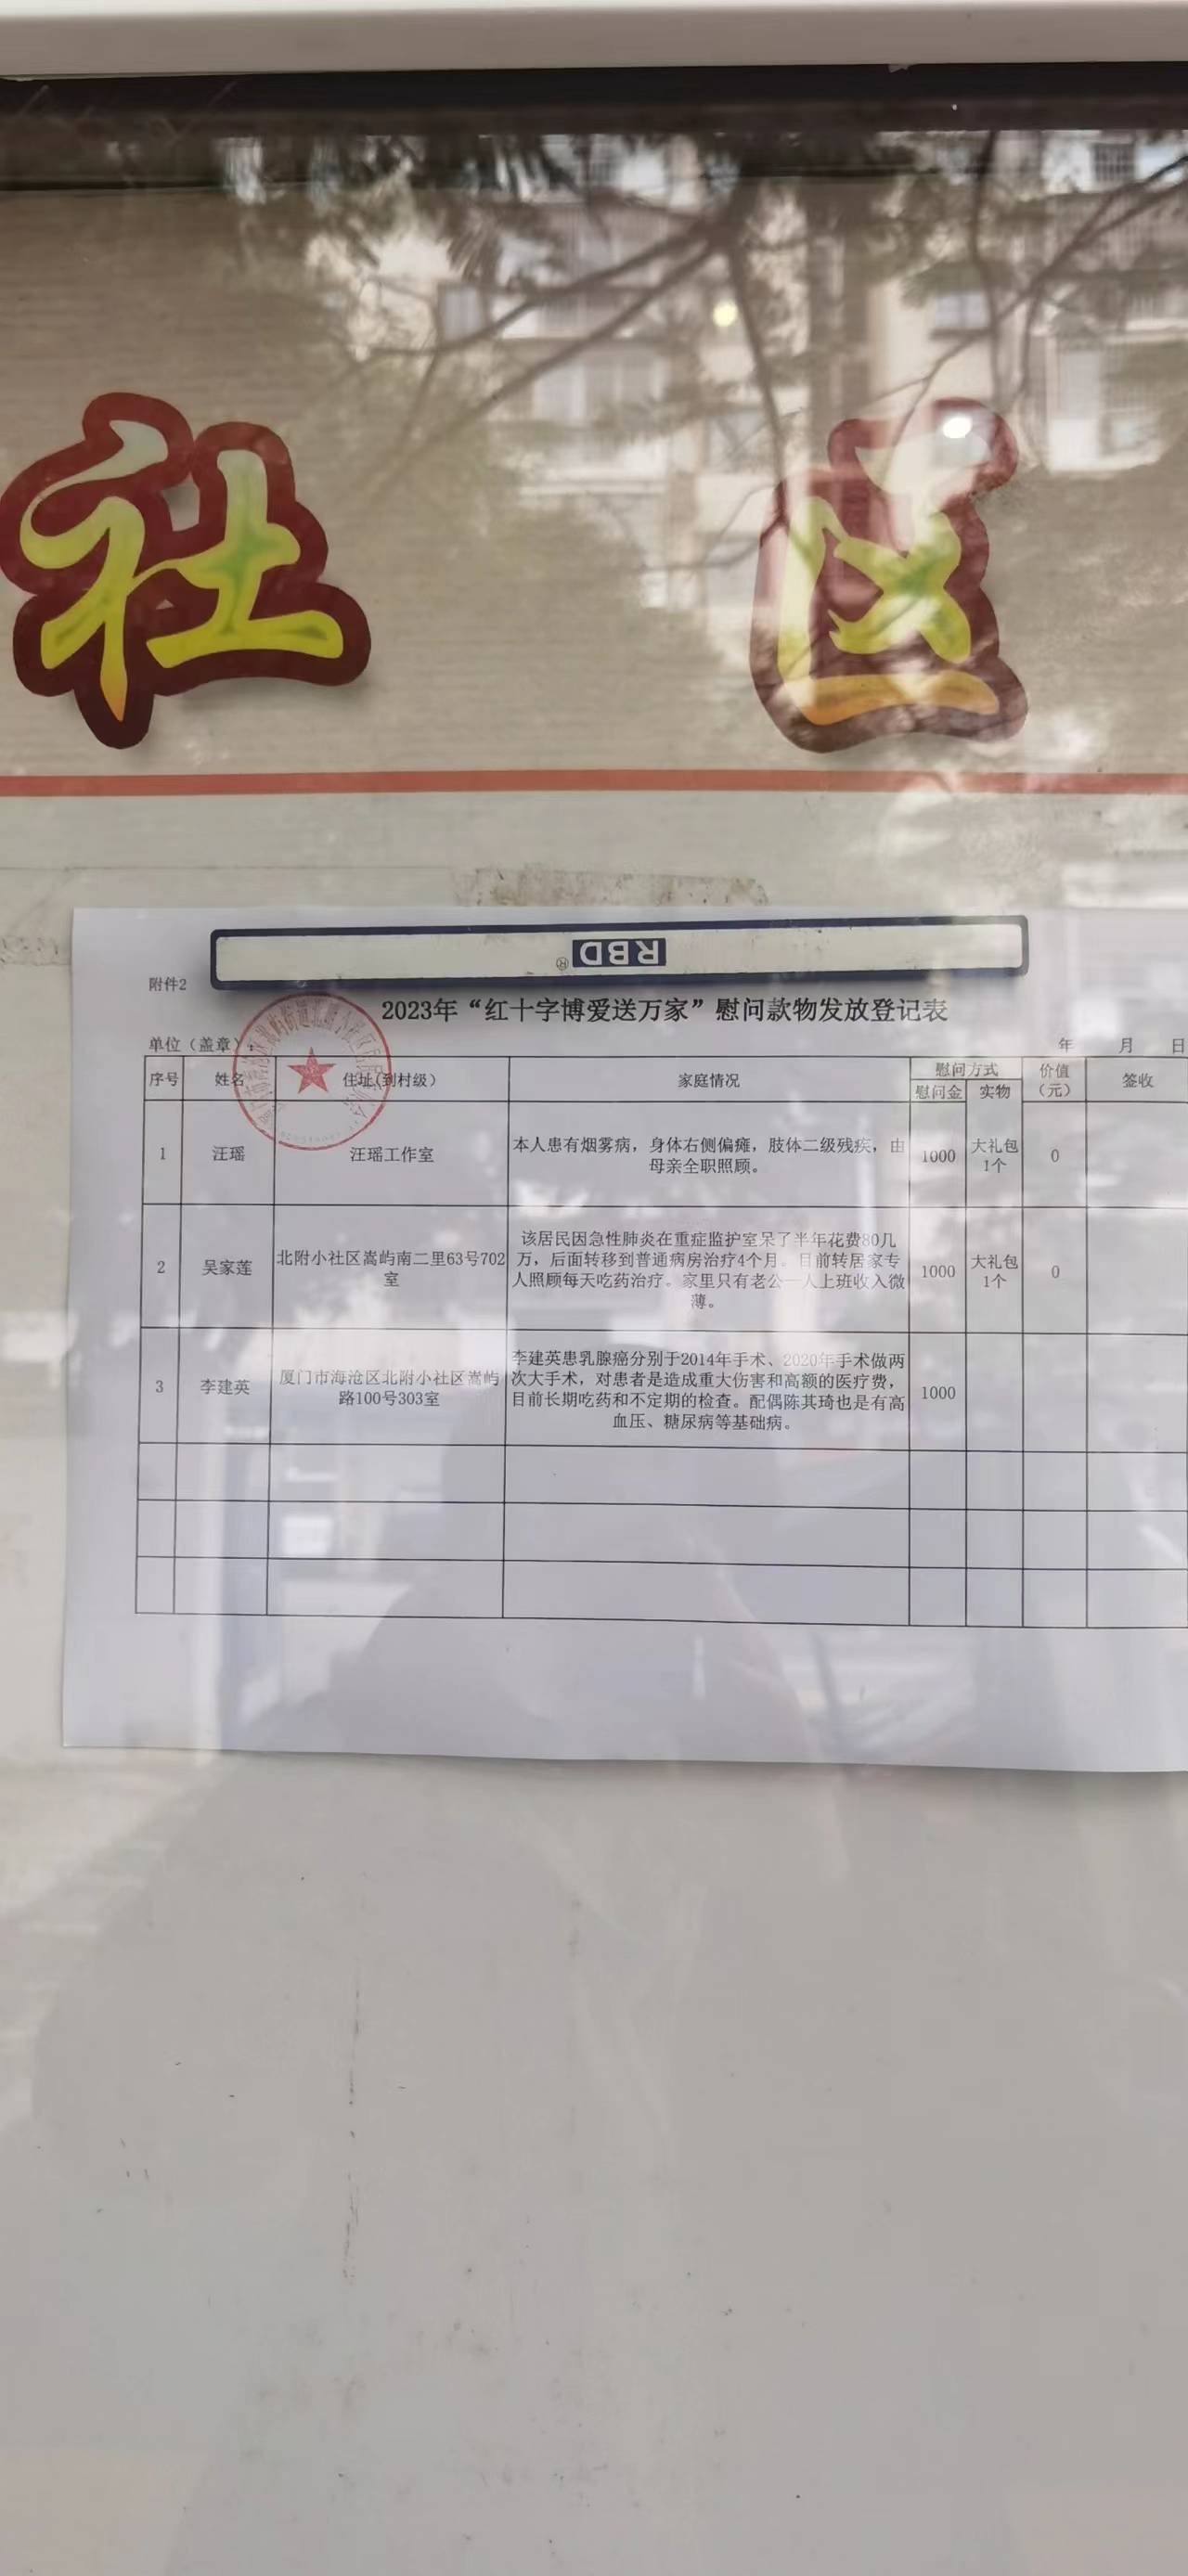 社 区
RBD®
附件2
2023年“红十字博爱送万家”慰问款物发放登记表
单位（盖章）： 年 月 日
序号 姓名 住址(到村级） 家庭情况 慰问方式 价值（元） 签收
慰问金 实物
1 汪瑶 汪瑶工作室 本人患有烟雾病，身体右侧偏瘫，肢体二级残疾，由
母亲全职照顾。 1000 大礼包
1个 0
2 吴家莲 北附小社区嵩屿南二里63号702
室 该居民因急性肺炎在重症监护室呆了半年花费80几
万，后面转移到普通病房治疗4个月。目前转居家专
人照顾每天吃药治疗。家里只有老公一人上班收入微
薄。 1000 大礼包
1个 0
3 李建英 厦门市海沧区北附小社区嵩屿
路100号303室 李建英患乳腺癌分别于2014年手术、2020年手术做两
次大手术，对患者是造成重大伤害和高额的医疗费，
目前长期吃药和不定期的检查。配偶陈其琦也是有高
血压、糖尿病等基础病。 1000